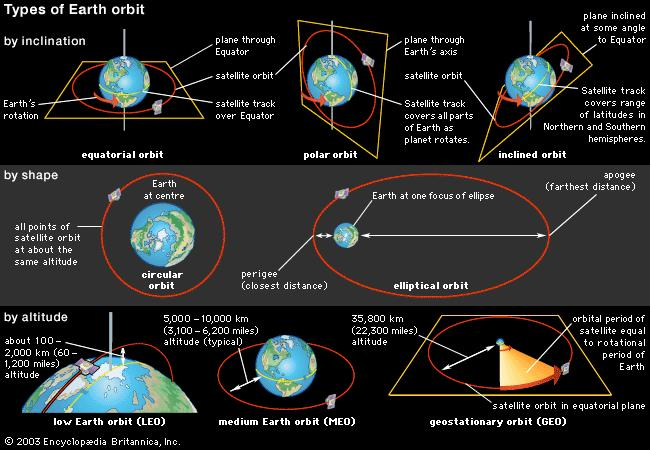 Types of Earth orbit
by inclination
plane through
Equator
satellite orbit
Earth's
rotation
satellite track
over Equator
equatorial orbit
plane through
Earth's axis
satellite orbit
Satellite track
covers all parts
of Earth as
planet rotates.
polar orbit
plane inclined
at some angle
to Equator
Satellite track
covers range
of latitudes in
Northern and Southern
hemispheres.
inclined orbit
by shape
Earth
at centre
all points of
satellite orbit
at about the
same altitude
circular
orbit
Earth at one focus of ellipse
apogee
(farthest distance)
perigee
(closest distance)
elliptical orbit
by altitude
about 100–
2,000 km (60–
1,200 miles)
altitude
low Earth orbit (LEO)
5,000–10,000 km
(3,100–6,200 miles)
altitude (typical)
medium Earth orbit (MEO)
35,800 km
(22,300 miles)
altitude
orbital period of
satellite equal
to rotational
period of
Earth
satellite orbit in equatorial plane
geostationary orbit (GEO)
© 2003 Encyclopædia Britannica, Inc.